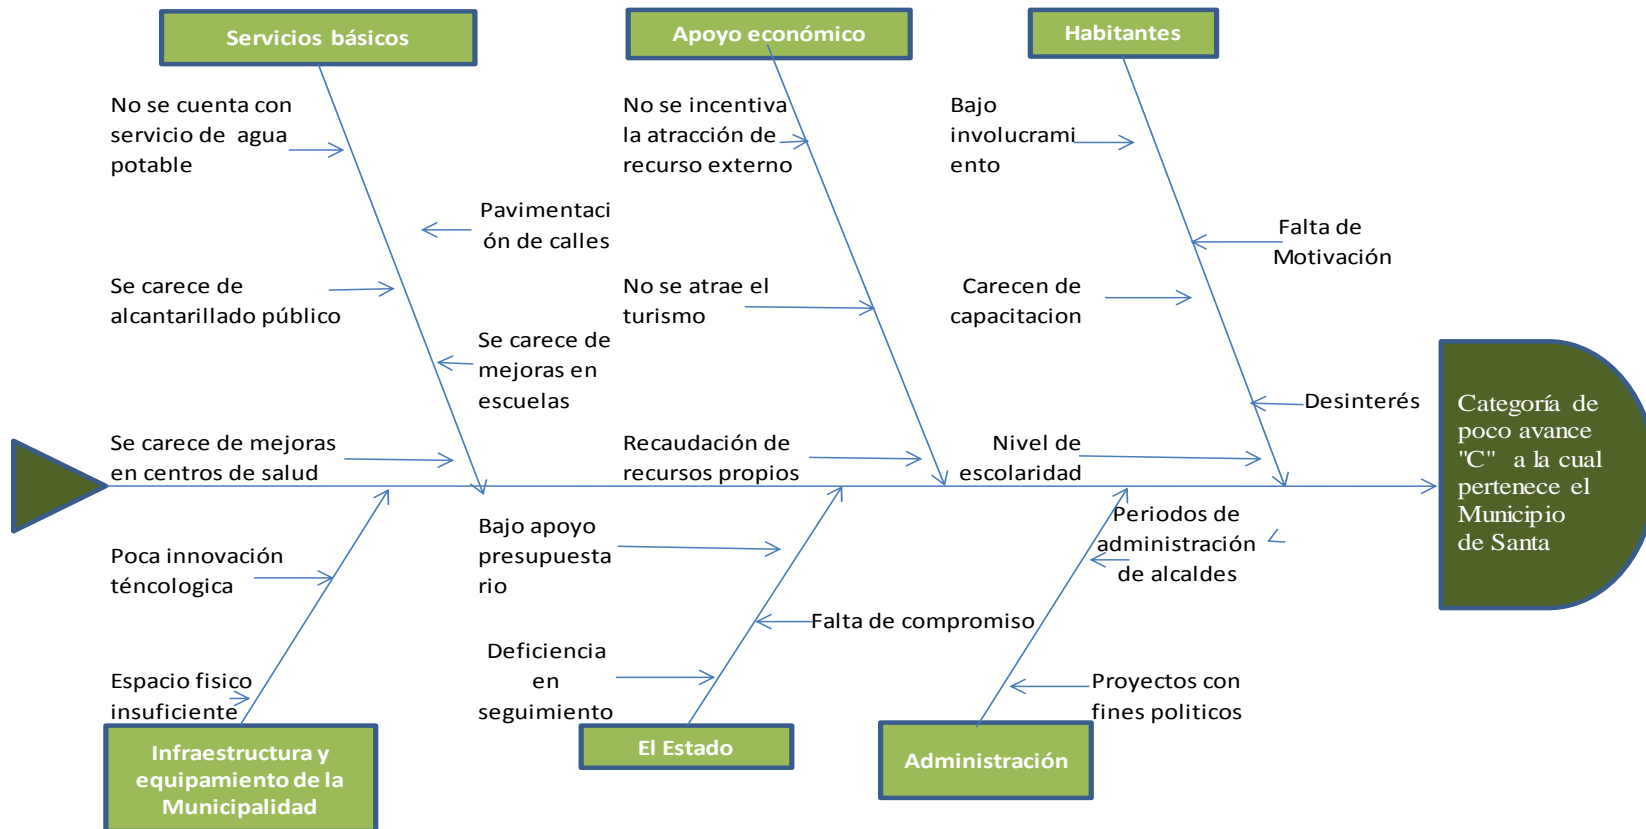 Servicios básicos
Apoyo económico
Habitantes
No se cuenta con
servicio de agua
potable
Pavimentaci
ón de calles
Se carece de
alcantarillado público
Se carece de
mejoras en
escuelas
Se carece de mejoras
en centros de salud
No se incentiva
la atracción de
recurso externo
No se atrae el
turismo
Recaudación de
recursos propios
Bajo
involucrami
ento
Falta de
Motivación
Carecen de
capacitacion
Desinterés
Nivel de
escolaridad
Categoría de
poco avance
"C" a la cual
pertenece el
Municipio
de Santa
Poca innovación
téncologica
Espacio fisico
insuficiente
Bajo apoyo
presupuesta
rio
Falta de compromiso
Deficiencia
en
seguimiento
Periodos de
administración
de alcaldes
Proyectos con
fines politicos
Infraestructura y
equipamiento de la
Municipalidad
El Estado
Administración